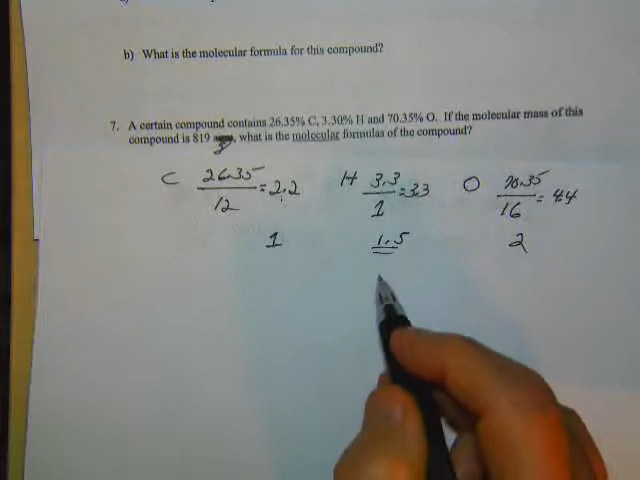 b) What is the molecular formula for this compound?
7. A certain compound contains 26.35% C, 3.30% H and 70.35% O. If the molecular mass of this
compound is 819 , what is the molecular formulas of the compound?
C 26.35/12 = 2.2 H 3.3/1 = 3.3 O 70.35/16 = 4.4
1 1.5 2